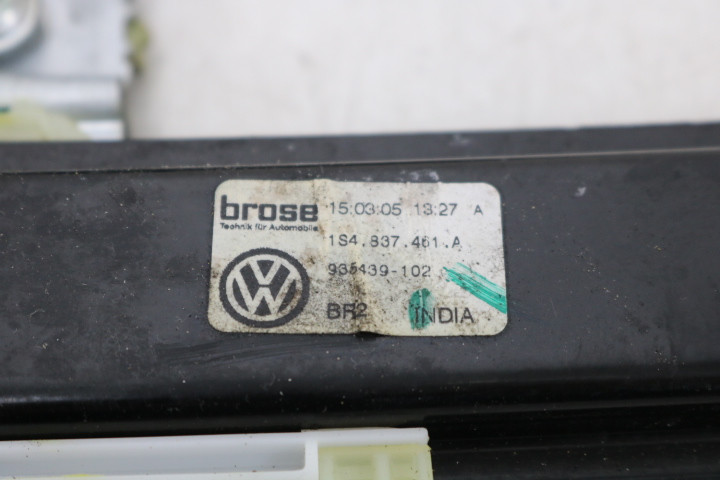 brose 15:03:05 13:27 A
Technik für Automobile
1S4.837.461.A
935439-102
BR2 INDIA